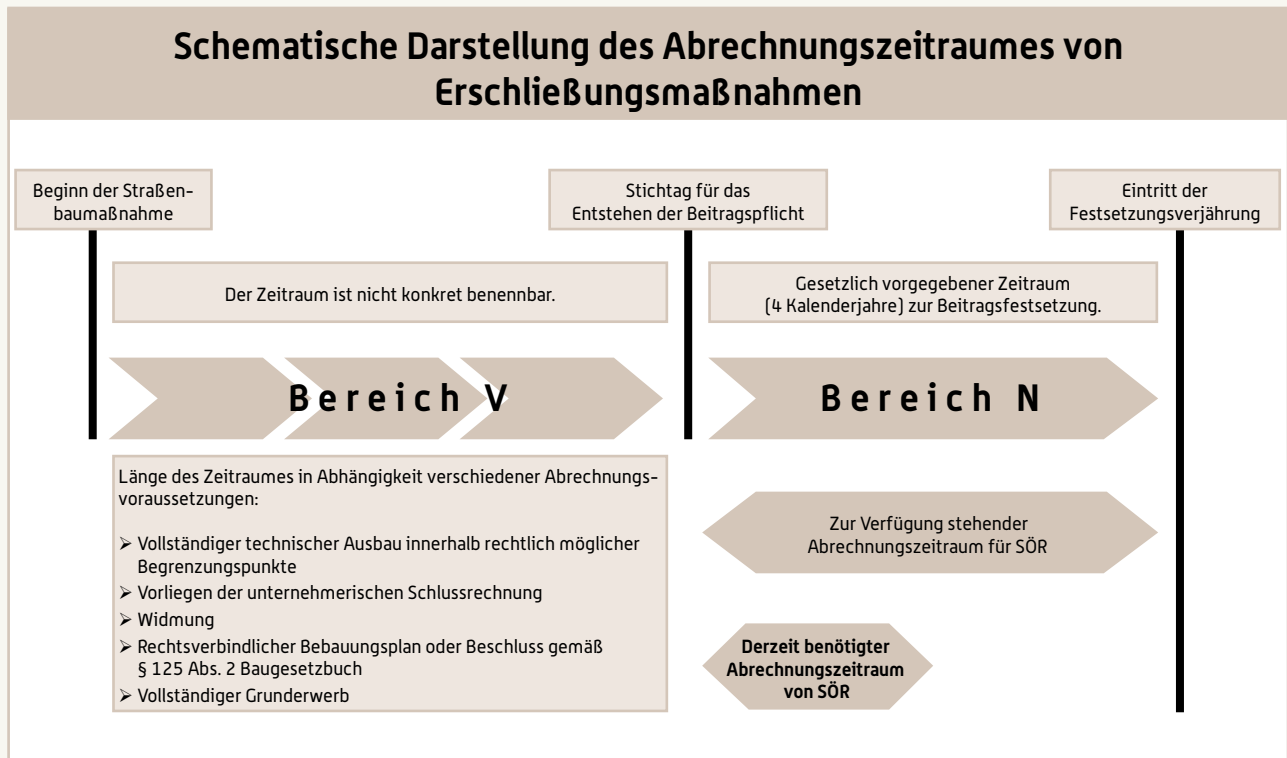 Schematische Darstellung des Abrechnungszeitraumes von
Erschließungsmaßnahmen
Beginn der Straßen-
baumaßnahme
Stichtag für das
Entstehen der Beitragspflicht
Eintritt der
Festsetzungsverjährung
Der Zeitraum ist nicht konkret benennbar.
Gesetzlich vorgegebener Zeitraum
(4 Kalenderjahre) zur Beitragsfestsetzung.
Bereich V
Bereich N
Länge des Zeitraumes in Abhängigkeit verschiedener Abrechnungs-
voraussetzungen:
➢ Vollständiger technischer Ausbau innerhalb rechtlich möglicher
Begrenzungspunkte
➢ Vorliegen der unternehmerischen Schlussrechnung
➢ Widmung
➢ Rechtsverbindlicher Bebauungsplan oder Beschluss gemäß
§ 125 Abs. 2 Baugesetzbuch
➢ Vollständiger Grunderwerb
Zur Verfügung stehender
Abrechnungszeitraum für SÖR
Derzeit benötigter
Abrechnungszeitraum
von SÖR